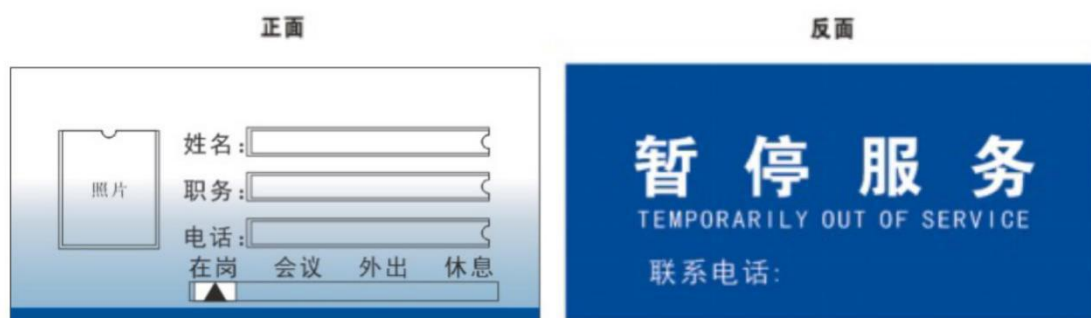 正面
反面
照片
姓名:
职务:
电话:
在岗 会议 外出 休息
暂停服务
TEMPORARILY OUT OF SERVICE
联系电话: